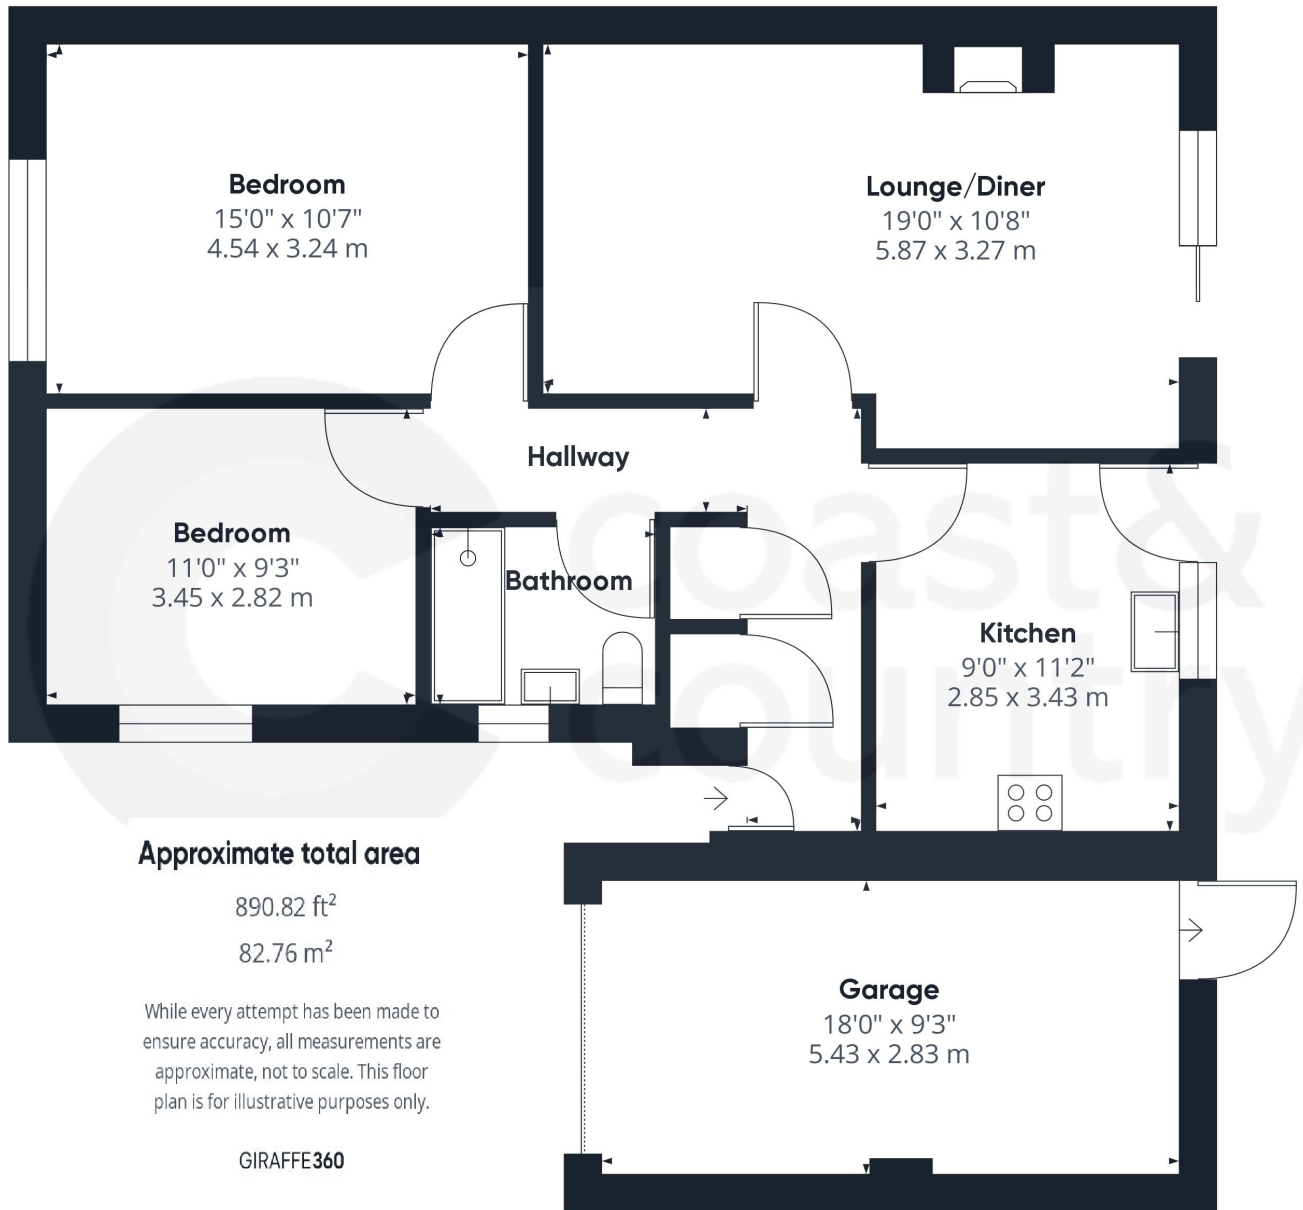 Bedroom
15'0" x 10'7"
4.54 x 3.24 m
Lounge/Diner
19'0" x 10'8"
5.87 x 3.27 m
Hallway
Bedroom
11'0" x 9'3"
3.45 x 2.82 m
Bathroom
Kitchen
9'0" x 11'2"
2.85 x 3.43 m
coast&
country
Approximate total area
890.82 ft²
82.76 m²
While every attempt has been made to
ensure accuracy, all measurements are
approximate, not to scale. This floor
plan is for illustrative purposes only.
GIRAFFE360
Garage
18'0" x 9'3"
5.43 x 2.83 m